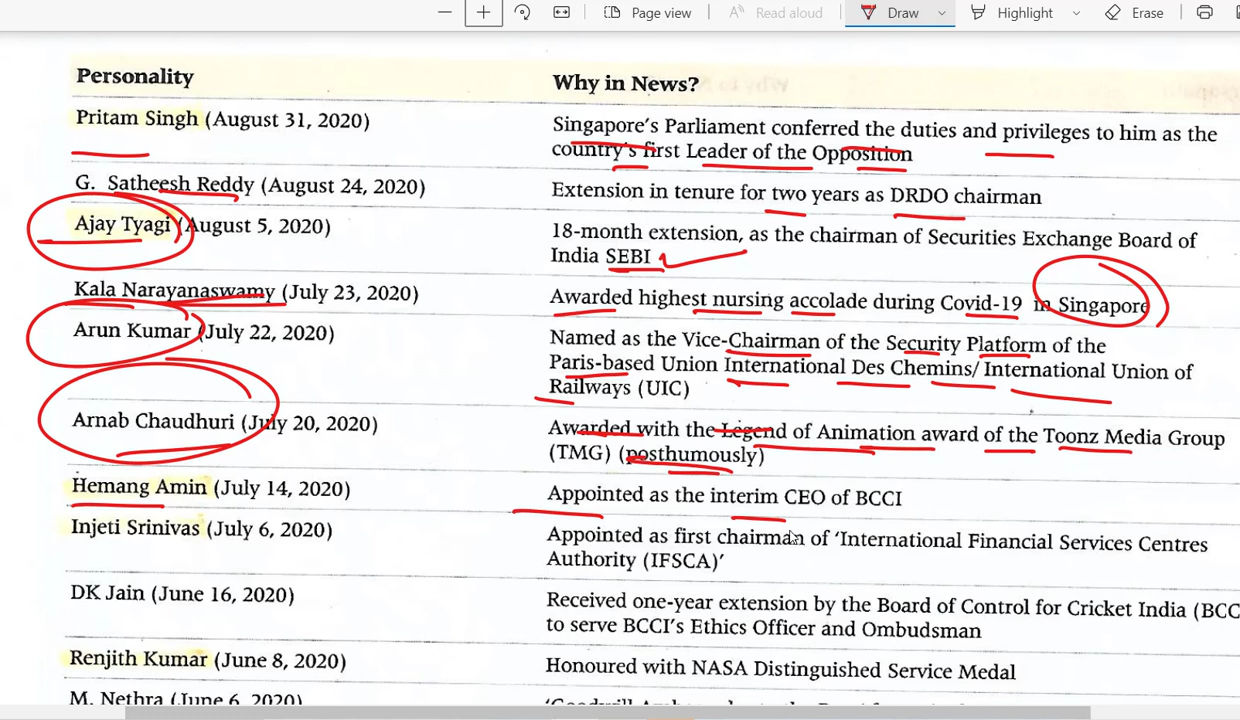 Page view
Read aloud
Draw
Highlight
Erase
Personality Why in News?
Pritam Singh (August 31, 2020) Singapore's Parliament conferred the duties and privileges to him as the
country's first Leader of the Opposition
G. Satheesh Reddy (August 24, 2020) Extension in tenure for two years as DRDO chairman
Ajay Tyagi (August 5, 2020) 18-month extension, as the chairman of Securities Exchange Board of
India SEBI
Kala Narayanaswamy (July 23, 2020) Awarded highest nursing accolade during Covid-19 in Singapore
Arun Kumar (July 22, 2020) Named as the Vice-Chairman of the Security Platform of the
Paris-based Union International Des Chemins/ International Union of
Railways (UIC)
Arnab Chaudhuri (July 20, 2020) Awarded with the Legend of Animation award of the Toonz Media Group
(TMG) (posthumously)
Hemang Amin (July 14, 2020) Appointed as the interim CEO of BCCI
Injeti Srinivas (July 6, 2020) Appointed as first chairman of ‘International Financial Services Centres
Authority (IFSCA)’
DK Jain (June 16, 2020) Received one-year extension by the Board of Control for Cricket India (BCC
to serve BCCI's Ethics Officer and Ombudsman
Renjith Kumar (June 8, 2020) Honoured with NASA Distinguished Service Medal
M. Nethra (June 6, 2020)